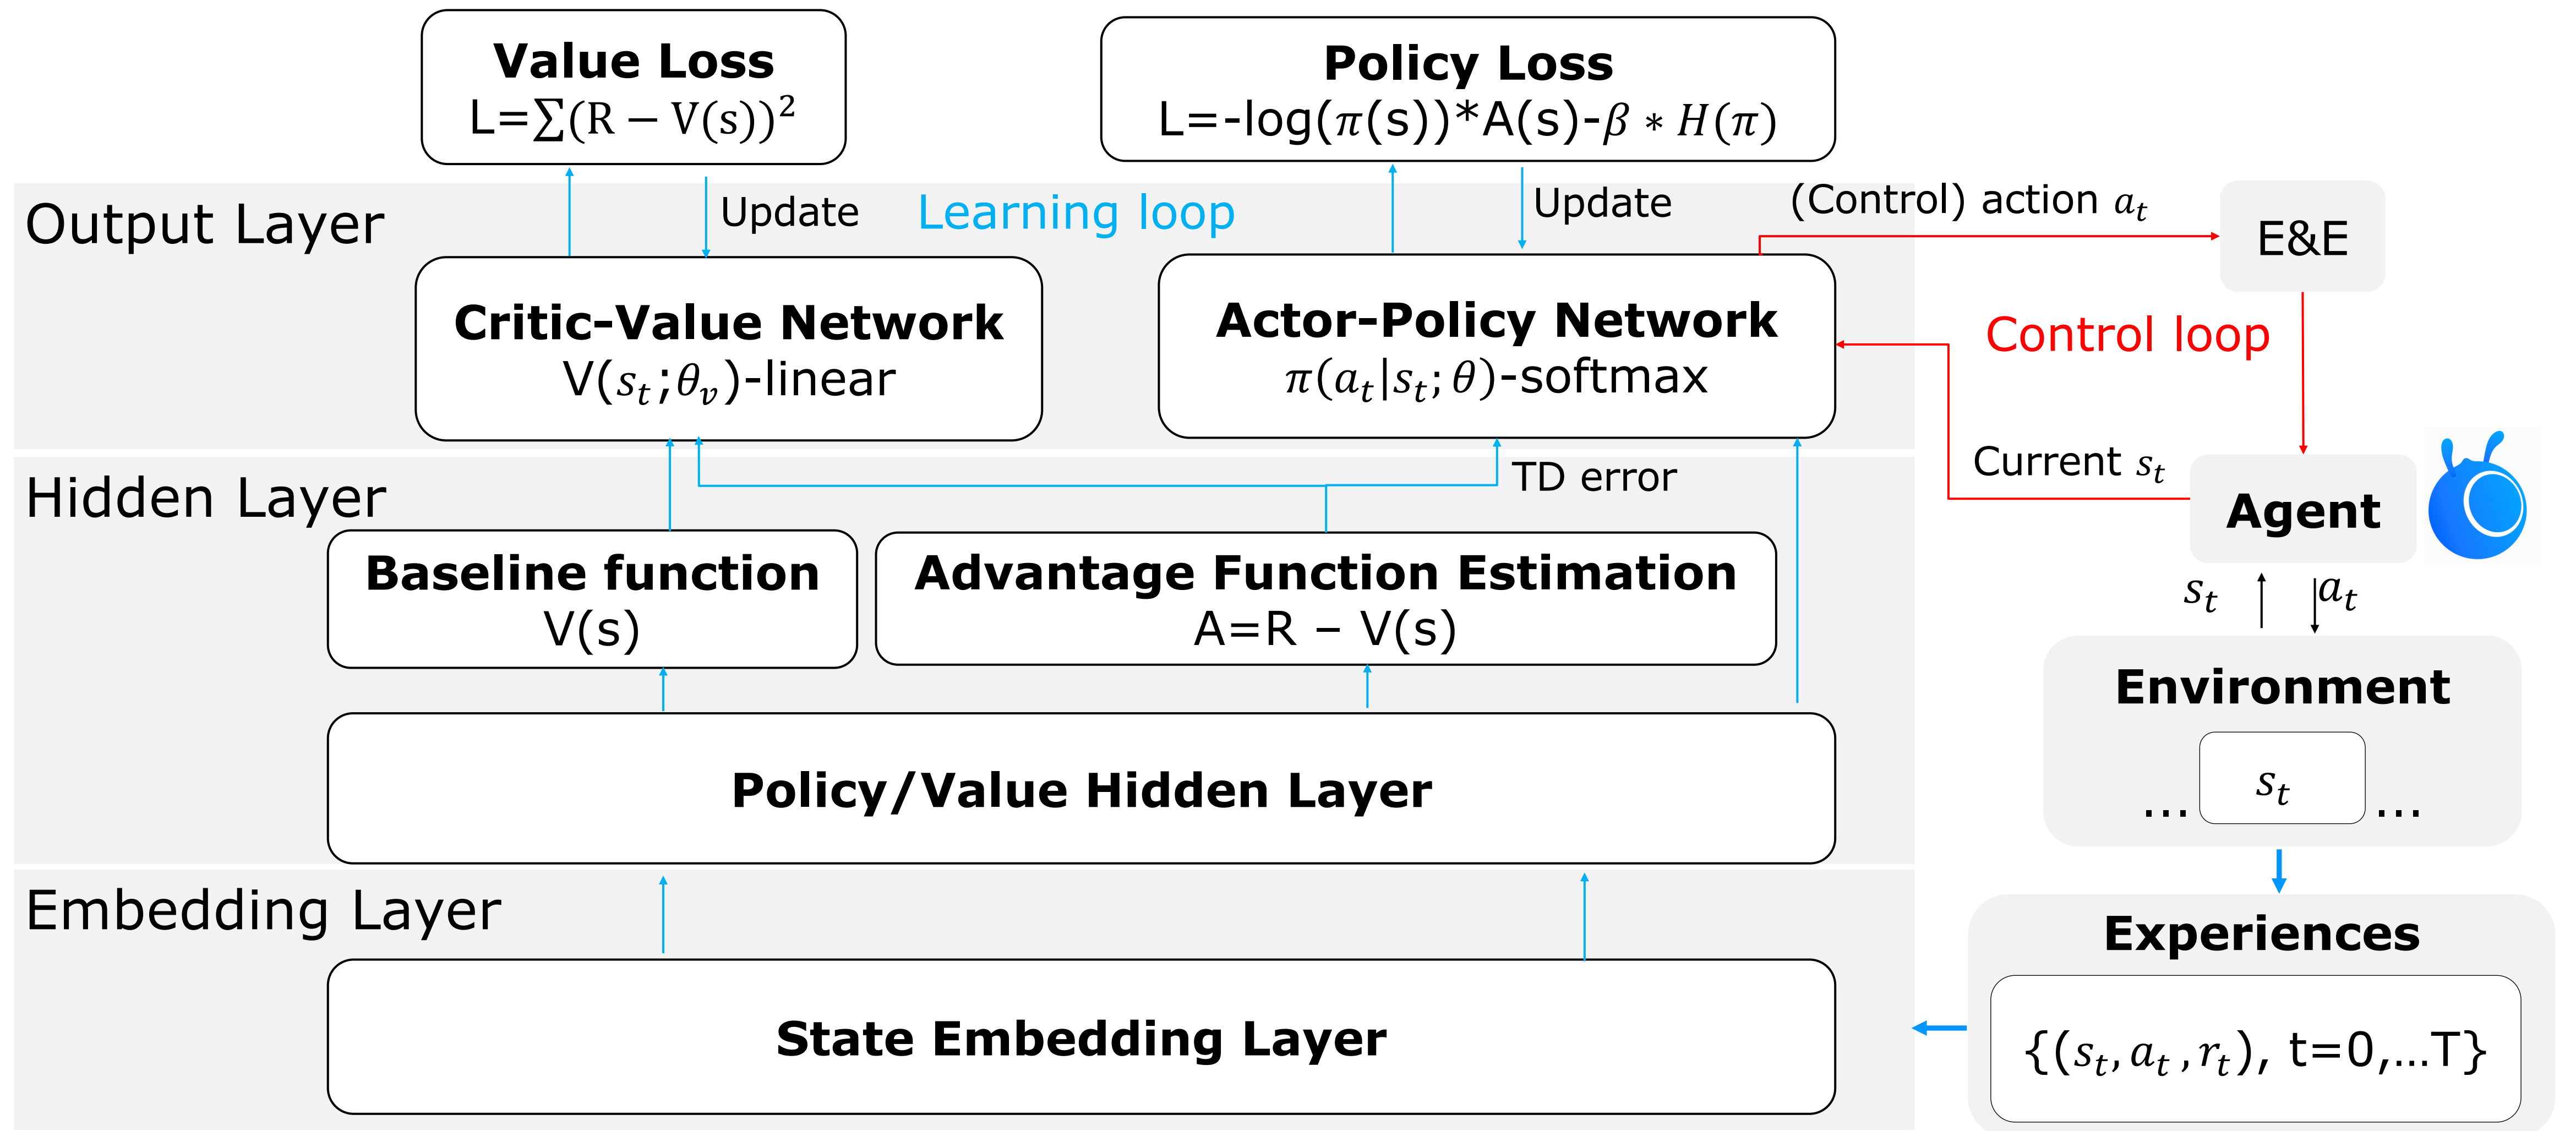 Value Loss
L=∑(R − V(s))²
Policy Loss
L=-log(π(s))*A(s)-β ∗ H(π)
Output Layer
Update
Learning loop
Update
(Control) action aₜ
E&E
Critic-Value Network
V(sₜ;θᵥ)-linear
Actor-Policy Network
π(aₜ|sₜ; θ)-softmax
Control loop
Hidden Layer
TD error
Current sₜ
Agent
Baseline function
V(s)
Advantage Function Estimation
A=R − V(s)
sₜ
aₜ
Environment
... sₜ ...
Policy/Value Hidden Layer
Embedding Layer
State Embedding Layer
Experiences
{(sₜ, aₜ , rₜ), t=0,...T}